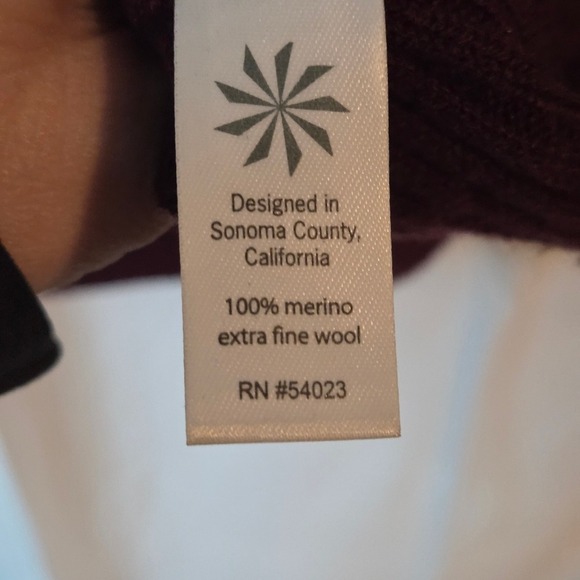 Designed in
Sonoma County,
California
100% merino
extra fine wool
RN #54023